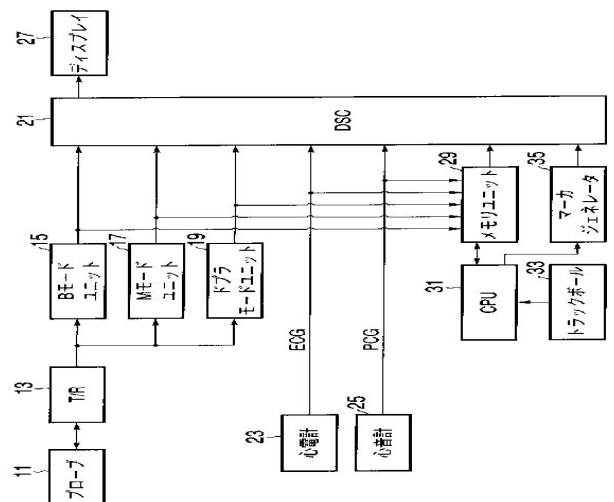 11
プローブ
13
T/R
15
Bモード
ユニット
17
Mモード
ユニット
19
ドプラ
モードユニット
23
心電計
25
心音計
ECG
PCG
21
DSC
27
ディスプレイ
29
メモリユニット
31
CPU
33
トラックボール
35
マーカ
ジェネレータ